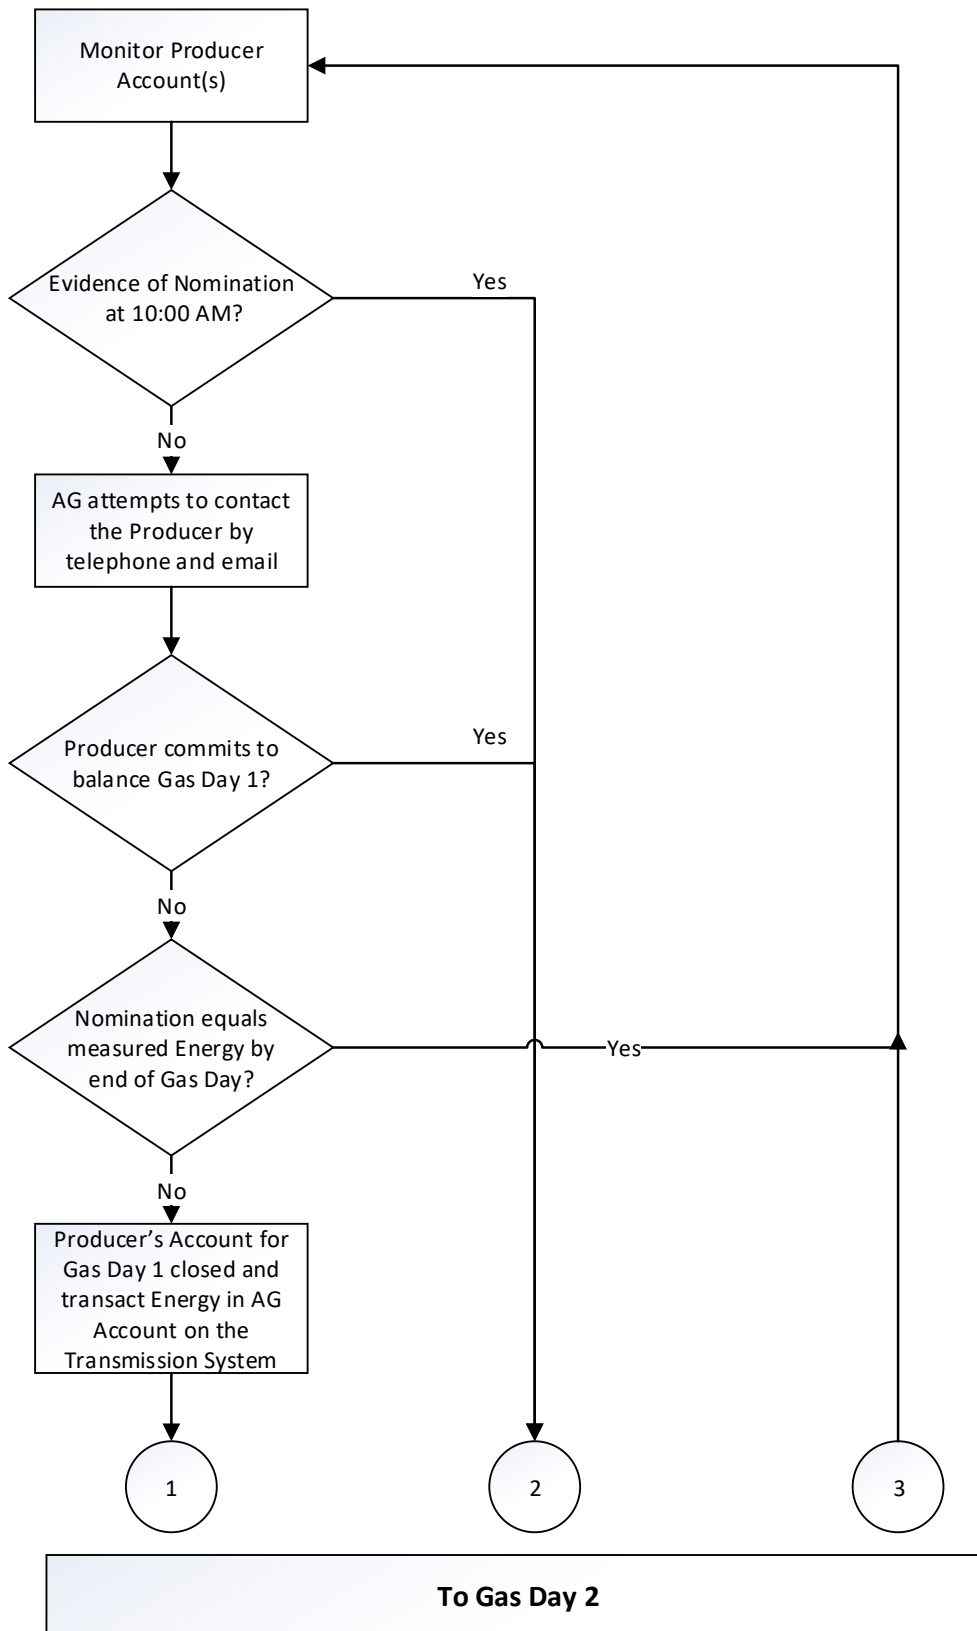 Monitor Producer
Account(s)
Evidence of Nomination
at 10:00 AM?
Yes
No
AG attempts to contact
the Producer by
telephone and email
Producer commits to
balance Gas Day 1?
Yes
No
Nomination equals
measured Energy by
end of Gas Day?
Yes
No
Producer’s Account for
Gas Day 1 closed and
transact Energy in AG
Account on the
Transmission System
1
2
3
To Gas Day 2